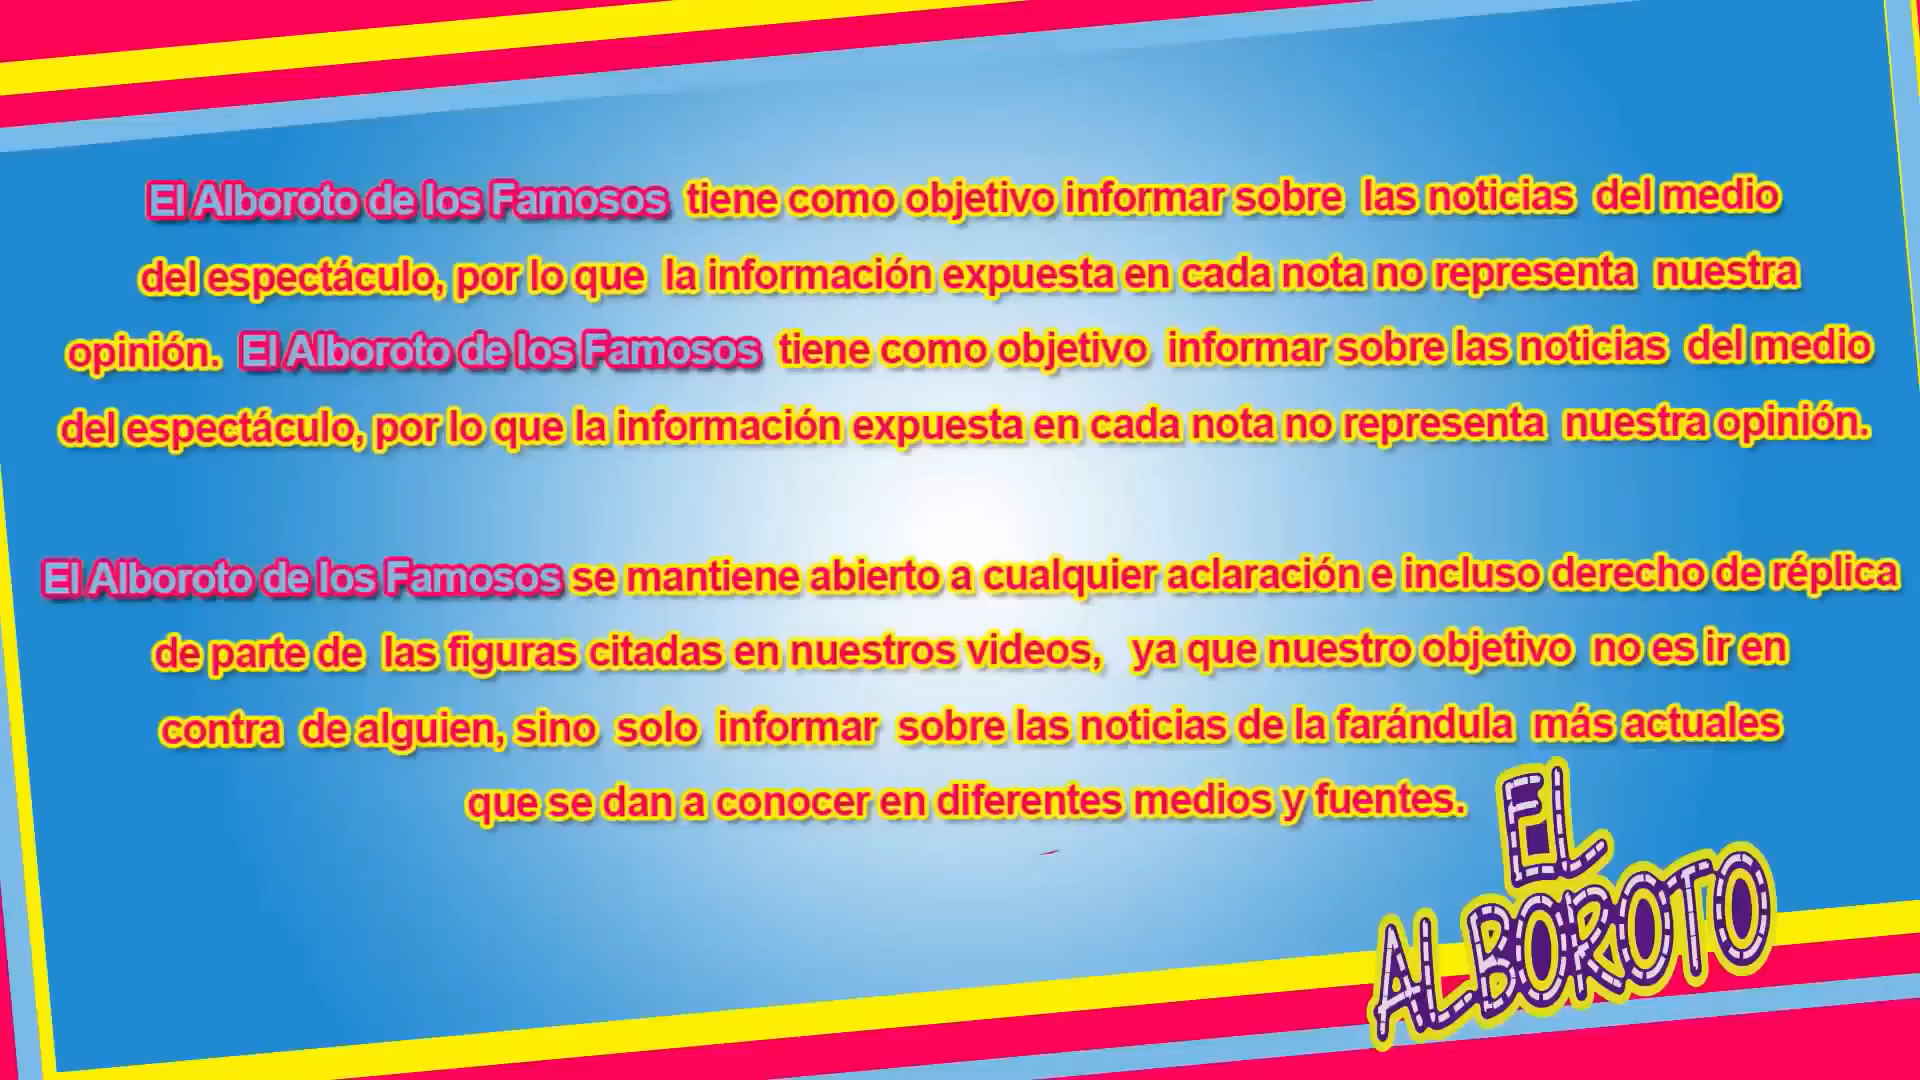 El Alboroto de los Famosos tiene como objetivo informar sobre las noticias del medio
del espectáculo, por lo que la información expuesta en cada nota no representa nuestra
opinión. El Alboroto de los Famosos tiene como objetivo informar sobre las noticias del medio
del espectáculo, por lo que la información expuesta en cada nota no representa nuestra opinión.
El Alboroto de los Famosos se mantiene abierto a cualquier aclaración e incluso derecho de réplica
de parte de las figuras citadas en nuestros videos, ya que nuestro objetivo no es ir en
contra de alguien, sino solo informar sobre las noticias de la farándula más actuales
que se dan a conocer en diferentes medios y fuentes.
EL
ALBOROTO